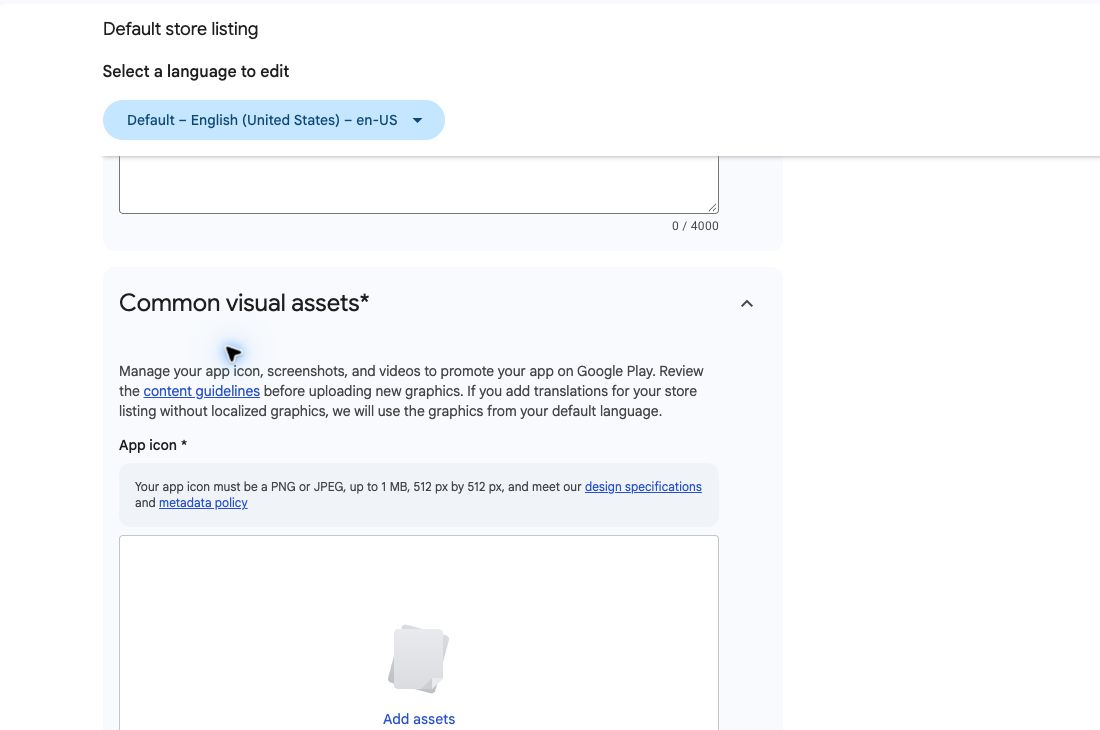 Default store listing
Select a language to edit
Default – English (United States) – en-US
0 / 4000
Common visual assets*
Manage your app icon, screenshots, and videos to promote your app on Google Play. Review
the content guidelines before uploading new graphics. If you add translations for your store
listing without localized graphics, we will use the graphics from your default language.
App icon *
Your app icon must be a PNG or JPEG, up to 1 MB, 512 px by 512 px, and meet our design specifications
and metadata policy
Add assets